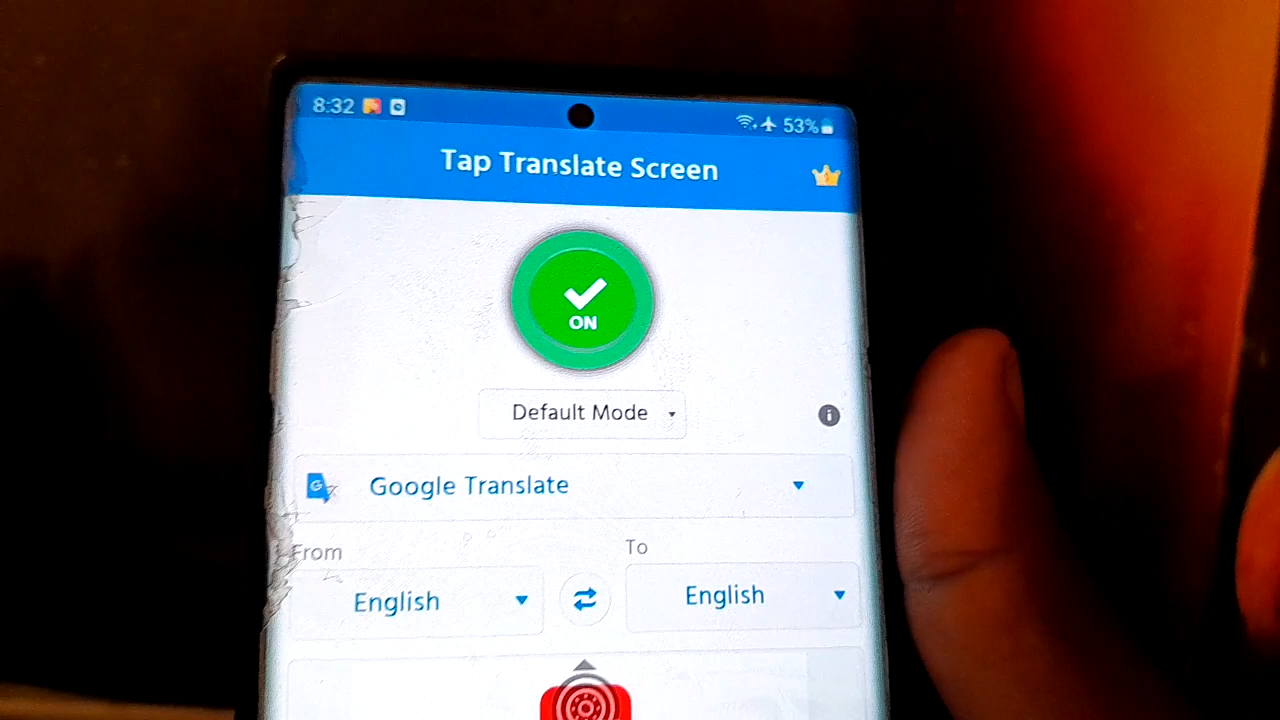 8:32 53%
Tap Translate Screen
ON
Default Mode
Google Translate
From To
English English